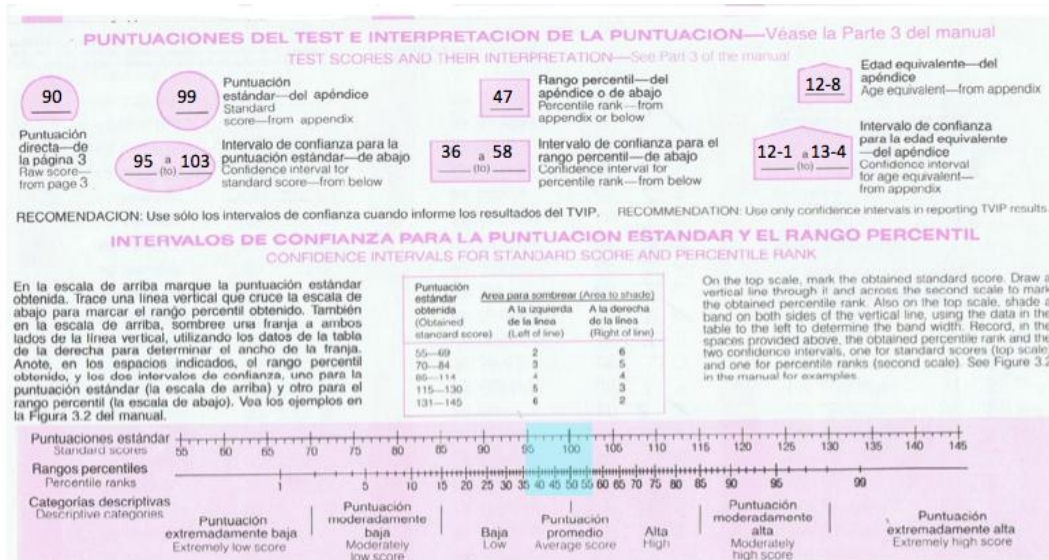 PUNTUACIONES DEL TEST E INTERPRETACION DE LA PUNTUACION—Véase la Parte 3 del manual
TEST SCORES AND THEIR INTERPRETATION—See Part 3 of the manual
90
Puntuación
directa—de
la página 3
Raw score—
from page 3
99
Puntuación
estándar—del apéndice
Standard
score—from appendix
47
Rango percentil—del
apéndice o de abajo
Percentile rank—from
appendix or below
12-8
Edad equivalente—del
apéndice
Age equivalent—from appendix
95 a (to) 103
Intervalo de confianza para la
puntuación estándar—de abajo
Confidence interval for
standard score—from below
36 a (to) 58
Intervalo de confianza para el
rango percentil—de abajo
Confidence interval for
percentile rank—from below
12-1 a (to) 13-4
Intervalo de confianza
para la edad equivalente
—del apéndice
Confidence interval
for age equivalent—
from appendix
RECOMENDACION: Use sólo los intervalos de confianza cuando informe los resultados del TVIP. RECOMMENDATION: Use only confidence intervals in reporting TVIP results.
INTERVALOS DE CONFIANZA PARA LA PUNTUACION ESTANDAR Y EL RANGO PERCENTIL
CONFIDENCE INTERVALS FOR STANDARD SCORE AND PERCENTILE RANK
En la escala de arriba marque la puntuación estándar
obtenida. Trace una línea vertical que cruce la escala de
abajo para marcar el rango percentil obtenido. También
en la escala de arriba, sombree una franja a ambos
lados de la línea vertical, utilizando los datos de la tabla
de la derecha para determinar el ancho de la franja.
Anote, en los espacios indicados, el rango percentil
obtenido, y los dos intervalos de confianza, uno para la
puntuación estándar (la escala de arriba) y otro para el
rango percentil (la escala de abajo). Vea los ejemplos en
la Figura 3.2 del manual.
Puntuación
estándar
obtenida
(Obtained
standard score)
Area para sombrear (Area to shade)
A la izquierda
de la línea
(Left of line)
A la derecha
de la línea
(Right of line)
55—69 2 6
70—84 3 5
85—114 4 4
115—130 5 3
131—145 6 2
On the top scale, mark the obtained standard score. Draw a
vertical line through it and across the second scale to mark
the obtained percentile rank. Also on the top scale, shade a
band on both sides of the vertical line, using the data in the
table to the left to determine the band width. Record, in the
spaces provided above, the obtained percentile rank and the
two confidence intervals, one for standard scores (top scale)
and one for percentile ranks (second scale). See Figure 3.2
in the manual for examples.
Puntuaciones estándar
Standard scores
55 60 65 70 75 80 85 90 95 100 105 110 115 120 125 130 135 140 145
Rangos percentiles
Percentile ranks
1 5 10 15 20 25 30 35 40 45 50 55 60 65 70 75 80 85 90 95 99
Categorías descriptivas
Descriptive categories
Puntuación
extremadamente baja
Extremely low score
Puntuación
moderadamente
baja
Moderately
low score
Baja
Low
Puntuación
promedio
Average score
Alta
High
Puntuación
moderadamente
alta
Moderately
high score
Puntuación
extremadamente alta
Extremely high score